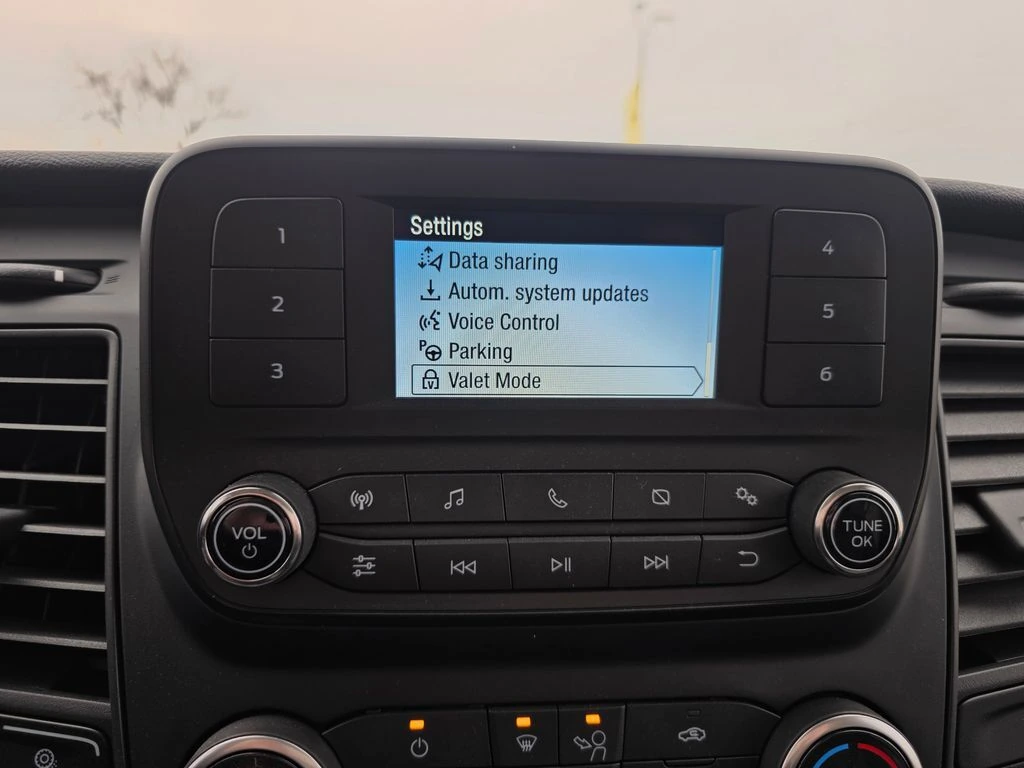 Settings
Data sharing
Autom. system updates
Voice Control
P Parking
V Valet Mode
1
2
3
4
5
6
VOL
TUNE
OK